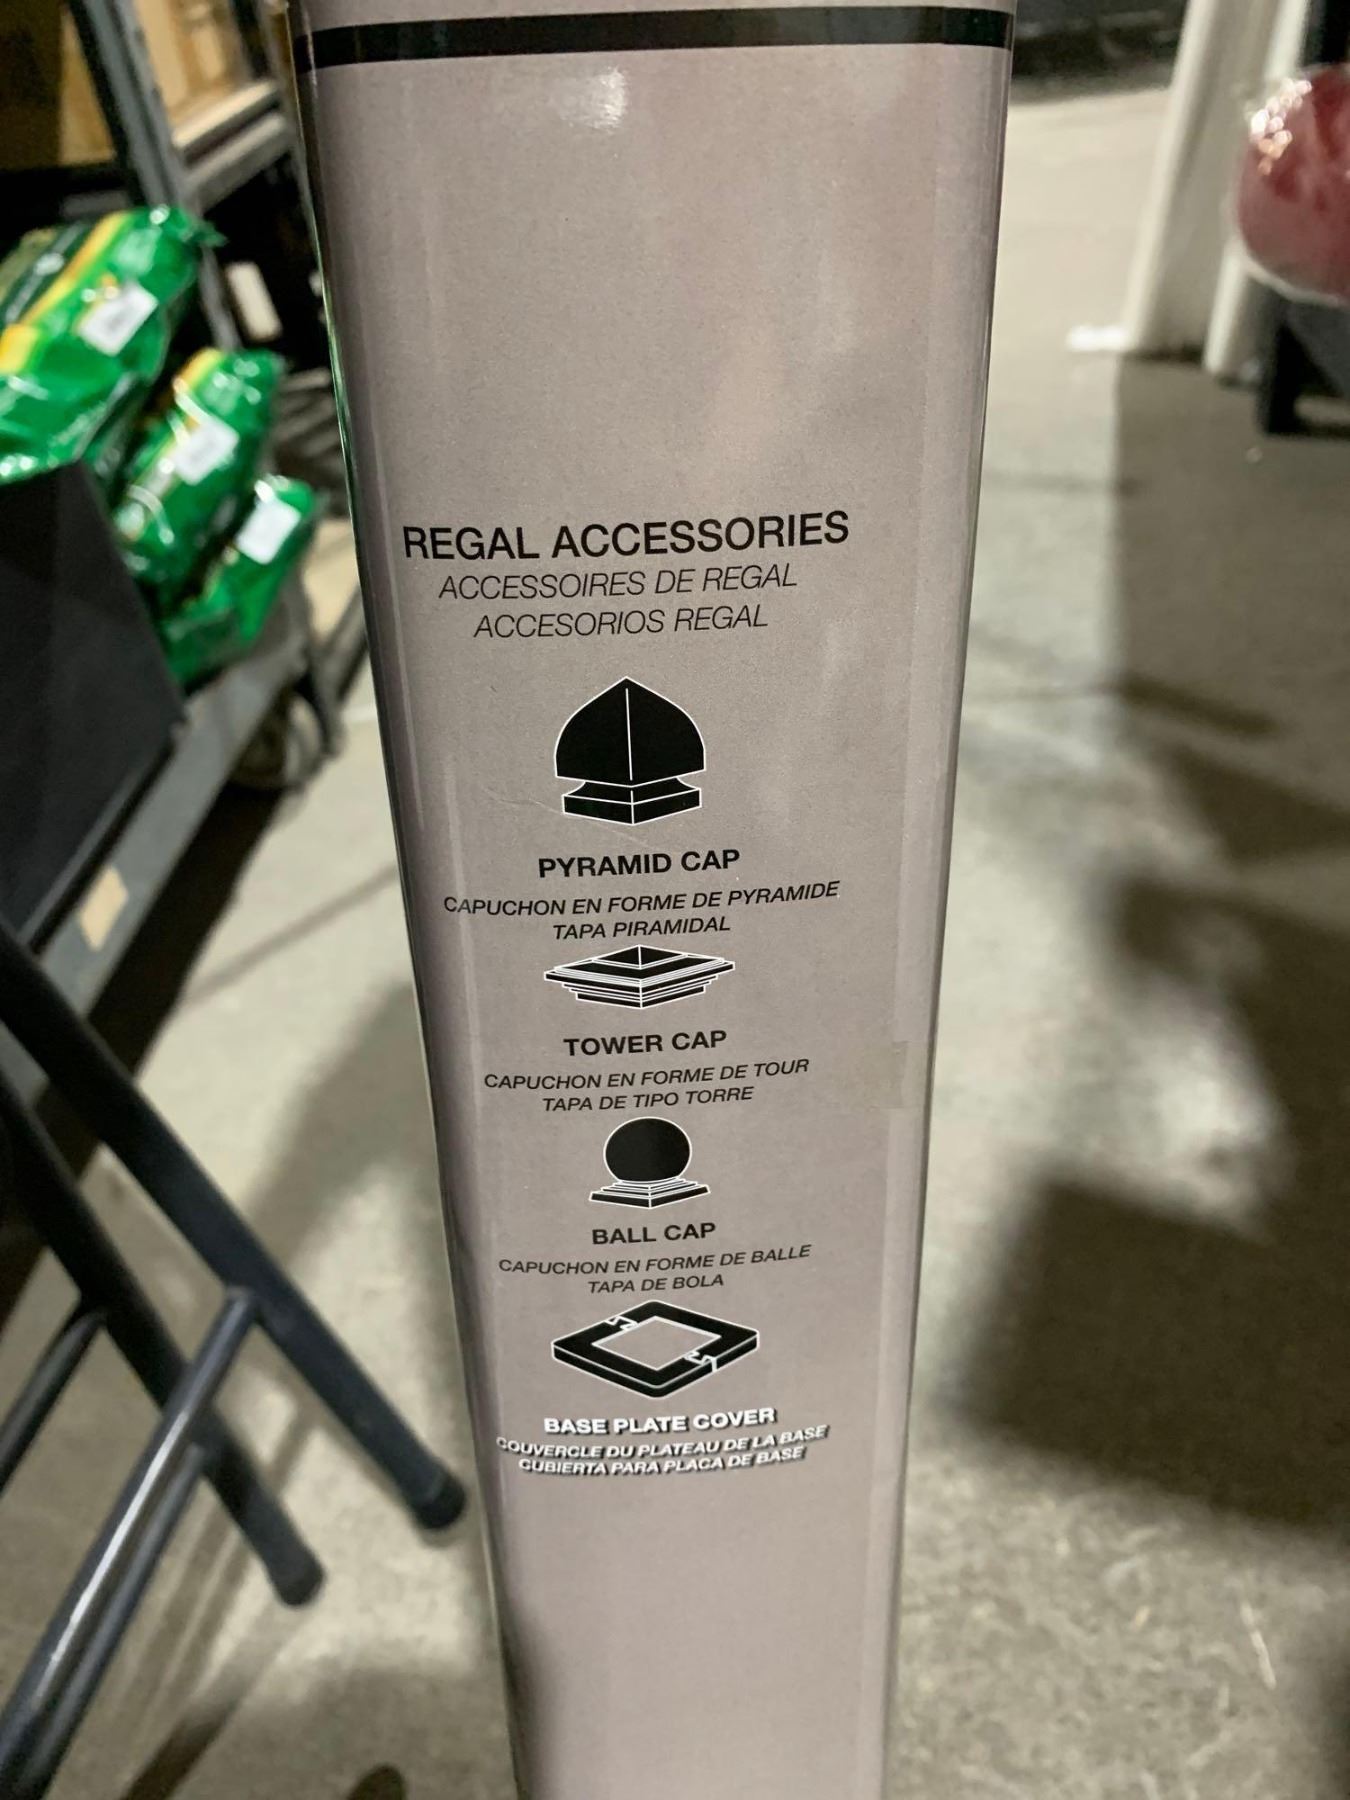 REGAL ACCESSORIES
ACCESSOIRES DE REGAL
ACCESORIOS REGAL
PYRAMID CAP
CAPUCHON EN FORME DE PYRAMIDE
TAPA PIRAMIDAL
TOWER CAP
CAPUCHON EN FORME DE TOUR
TAPA DE TIPO TORRE
BALL CAP
CAPUCHON EN FORME DE BALLE
TAPA DE BOLA
BASE PLATE COVER
COUVERCLE DU PLATEAU DE LA BASE
CUBIERTA PARA PLACA DE BASE